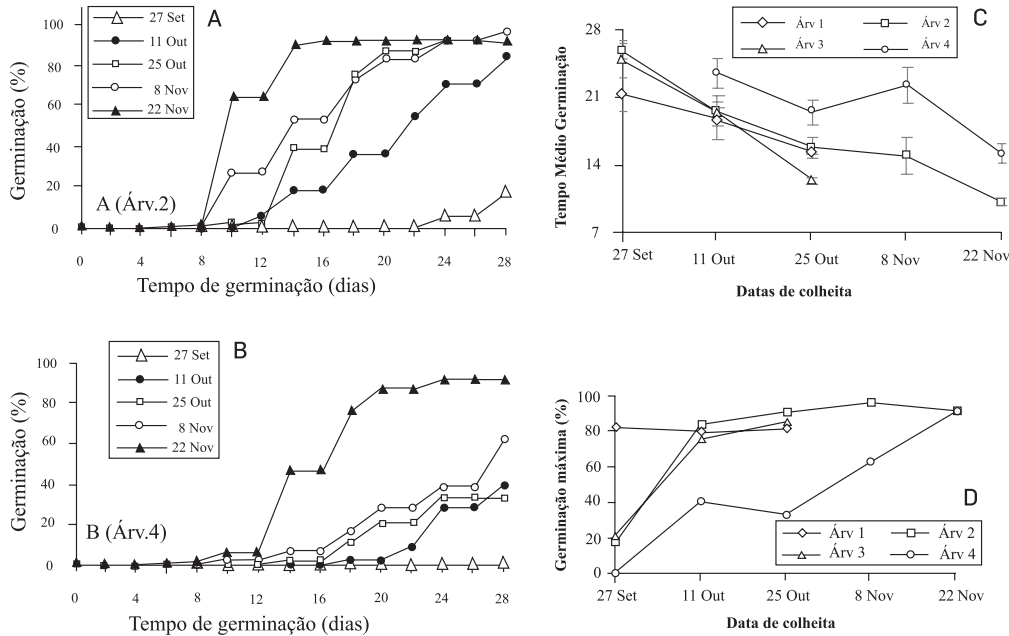 A
27 Set
11 Out
25 Out
8 Nov
22 Nov
Germinação (%)
100
80
60
40
20
0
A (Árv.2)
0 4 8 12 16 20 24 28
Tempo de germinação (dias)
C
Árv 1 Árv 2
Árv 3 Árv 4
Tempo Médio Germinação
28
21
14
7
27 Set 11 Out 25 Out 8 Nov 22 Nov
Datas de colheita
B
27 Set
11 Out
25 Out
8 Nov
22 Nov
Germinação (%)
100
80
60
40
20
0
B (Árv.4)
0 4 8 12 16 20 24 28
Tempo de germinação (dias)
D
Germinação máxima (%)
100
80
60
40
20
0
Árv 1 Árv 2
Árv 3 Árv 4
27 Set 11 Out 25 Out 8 Nov 22 Nov
Data de colheita